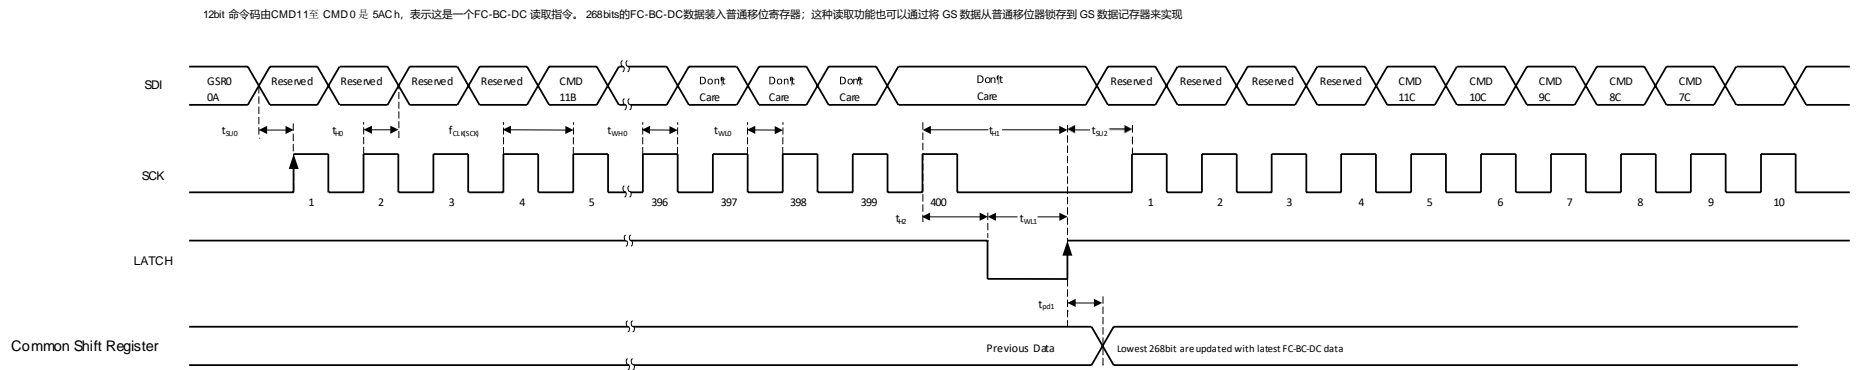 12bit 命令码由CMD11至 CMD0 是 5ACh，表示这是一个FC-BC-DC 读取指令。 268bits的FC-BC-DC数据装入普通移位寄存器；这种读取功能也可以通过将 GS 数据从普通移位器锁存到 GS 数据记存器来实现
SDI
GSR0 0A
Reserved
Reserved
Reserved
Reserved
CMD 11B
Don¶t Care
Don¶t Care
Don¶t Care
Don¶t Care
Reserved
Reserved
Reserved
Reserved
CMD 11C
CMD 10C
CMD 9C
CMD 8C
CMD 7C
tSU0
tH0
fCLK(SCK)
tWH0
tWL0
tH1
tSU2
SCK
1 2 3 4 5 396 397 398 399 400 1 2 3 4 5 6 7 8 9 10
tH2
tWL1
LATCH
tpd1
Common Shift Register
Previous Data
Lowest 268bit are updated with latest FC-BC-DC data